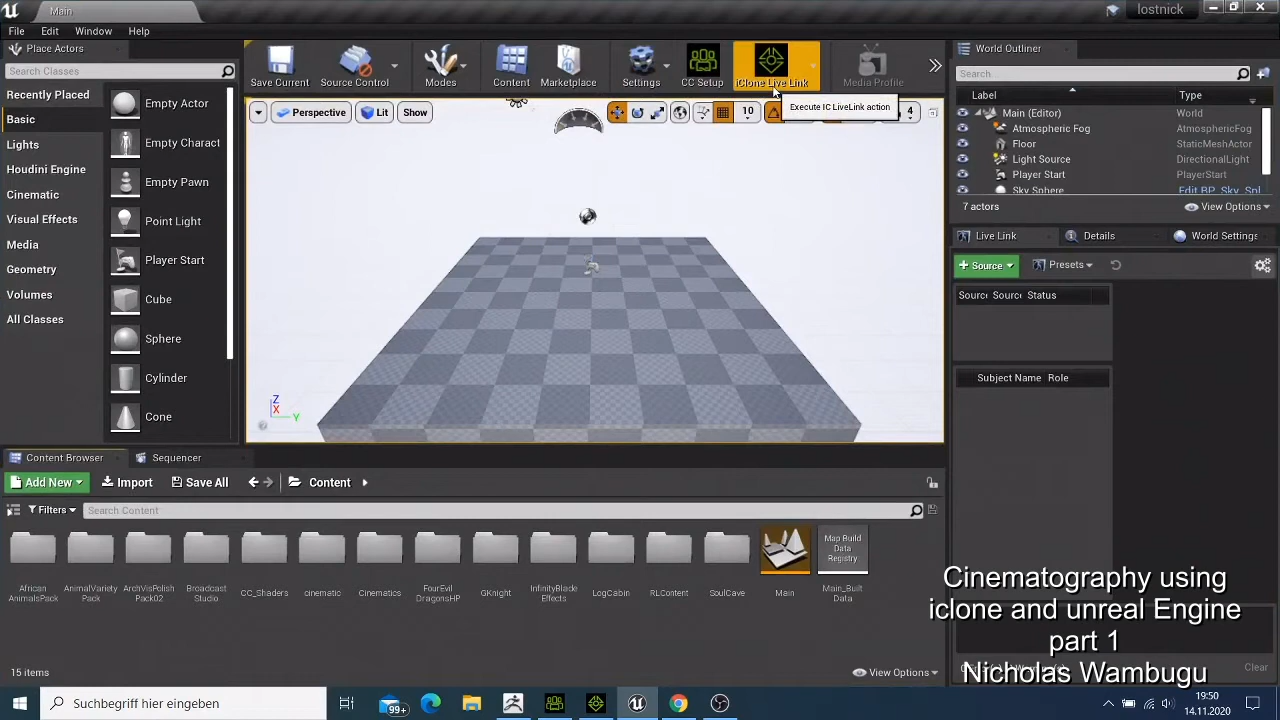 Main
lostnick
File Edit Window Help
Place Actors
Search Classes
Recently Pl
Basic
Lights
Houdini Engine
Cinematic
Visual Effects
Media
Geometry
Volumes
All Classes
Empty Actor
Empty Charact
Empty Pawn
Point Light
Player Start
Cube
Sphere
Cylinder
Cone
Save Current
Source Control
Modes
Content
Marketplace
Settings
CC Setup
iClone Live Link
Media Profile
Execute IC LiveLink action
Perspective
Lit
Show
10
4
Z
X
Y
World Outliner
Search...
Label Type
Main (Editor) World
Atmospheric Fog AtmosphericFog
Floor StaticMeshActor
Light Source DirectionalLight
Player Start PlayerStart
Sky Sphere Edit BP_Sky_Spl
7 actors
View Options
Live Link
Details
World Settings
Source
Presets
Sourc Sourc Status
Subject Name Role
Clear
Content Browser
Sequencer
Add New
Import
Save All
Content
Filters
Search Content
African
AnimalsPack
AnimalVariety
Pack
ArchVisPolish
Pack02
Broadcast
Studio
CC_Shaders
cinematic
Cinematics
FourEvil
DragonsHP
GKnight
InfinityBlade
Effects
LogCabin
RLContent
SoulCave
Main
Map Build
Data
Registry
Main_Built
Data
15 items
View Options
Cinematography using
iclone and unreal Engine
part 1
Nicholas Wambugu
Suchbegriff hier eingeben
99+
19:50
14.11.2020